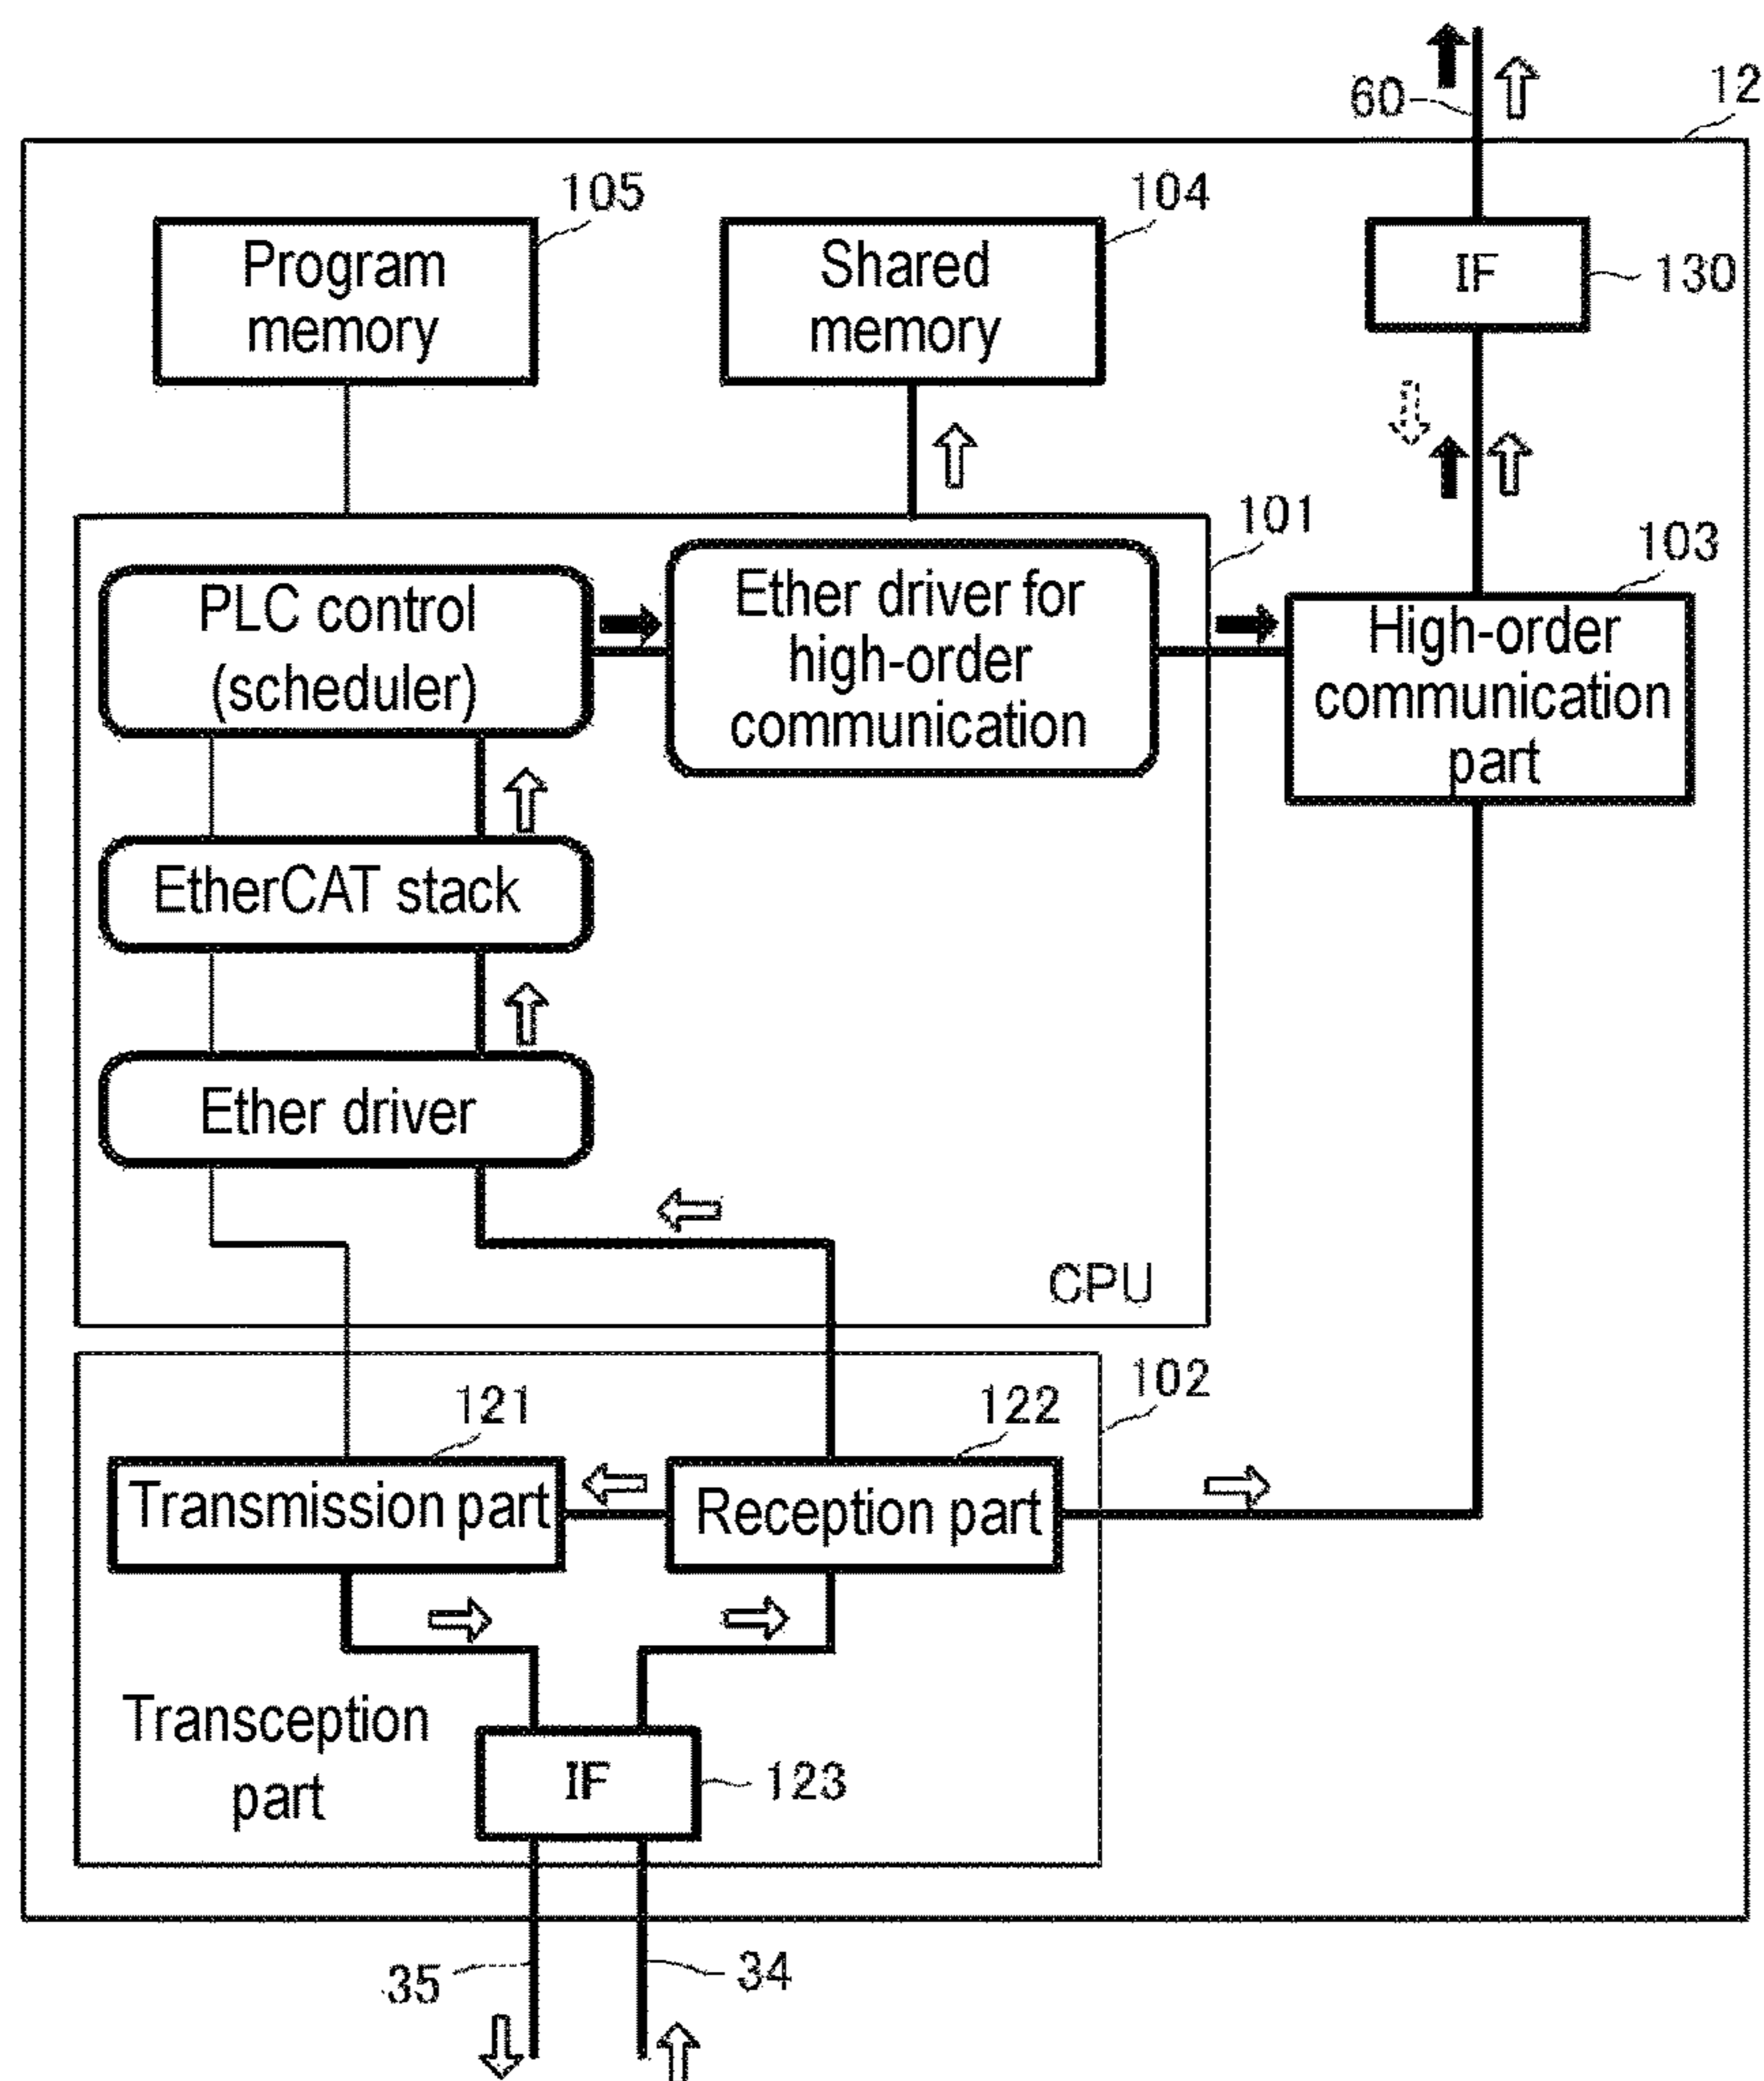 60
12
105
104
Program
memory
Shared
memory
IF
130
101
103
PLC control
(scheduler)
Ether driver for
high-order
communication
High-order
communication
part
EtherCAT stack
Ether driver
CPU
102
121
122
Transmission part
Reception part
Transception
part
IF
123
35
34